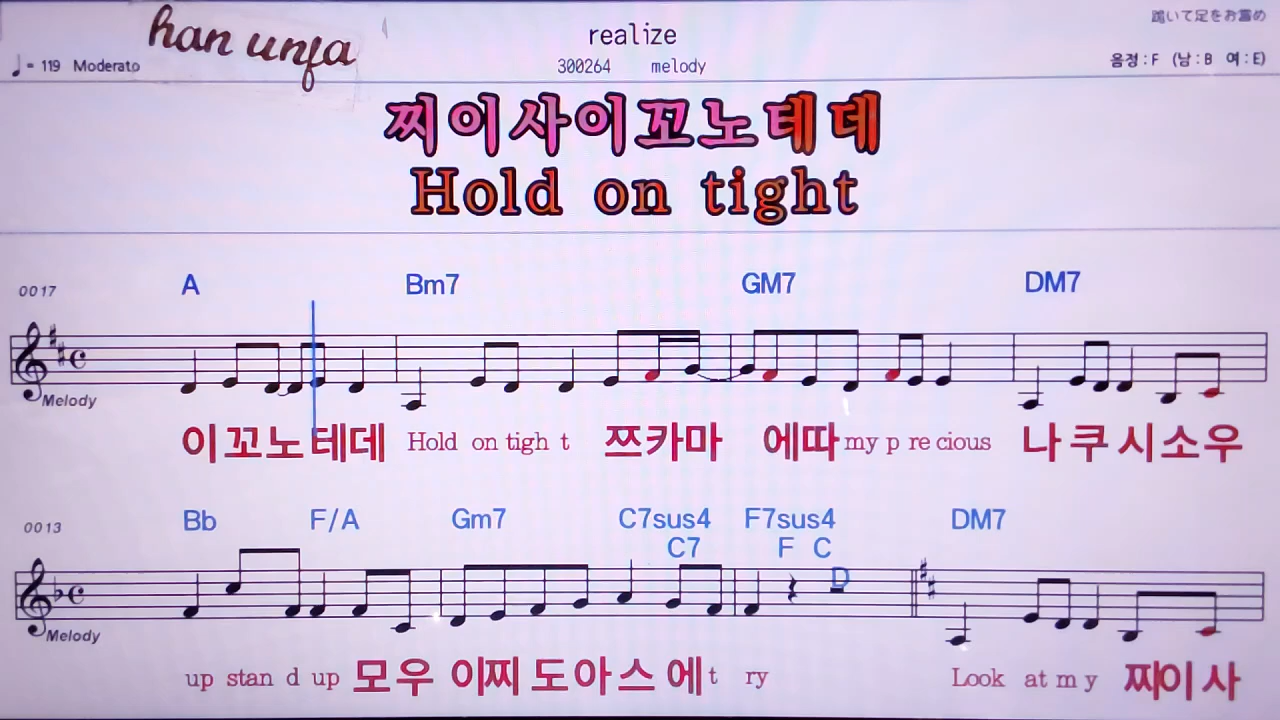 han unfa
realize
300264 melody
♩= 119 Moderato
음정 : F (남 : B 여 : E)
찌이사이꼬노테데
Hold on tight
0017
A Bm7 GM7 DM7
Melody
이꼬노테데 Hold on tigh t 쯔카마 에따 my p re cious 나쿠시소우
0013
Bb F/A Gm7 C7sus4 F7sus4 DM7
C7 F C
D
Melody
up stan d up 모우 이찌 도아스 에 t ry Look at m y 찌이사